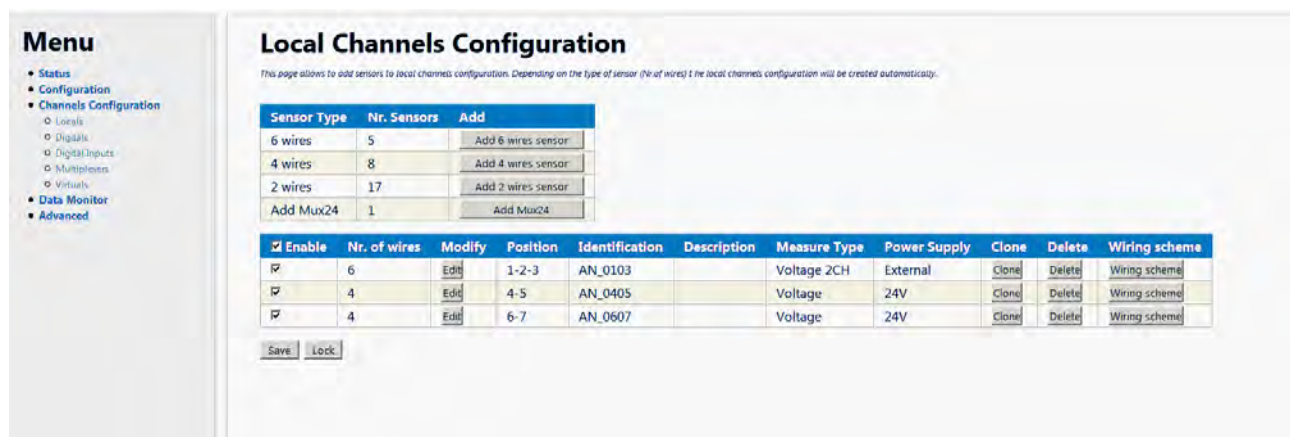 Menu
Status
Configuration
Channels Configuration
Locals
Digitals
Digital Inputs
Multiplexers
Virtuals
Data Monitor
Advanced
Local Channels Configuration
This page allows to add sensors to local channels configuration. Depending on the type of sensor (Nr.of wires) t he local channels configuration will be created automatically.
Sensor Type Nr. Sensors Add
6 wires 5 Add 6 wires sensor
4 wires 8 Add 4 wires sensor
2 wires 17 Add 2 wires sensor
Add Mux24 1 Add Mux24
Enable Nr. of wires Modify Position Identification Description Measure Type Power Supply Clone Delete Wiring scheme
6 Edit 1-2-3 AN_0103 Voltage 2CH External Clone Delete Wiring scheme
4 Edit 4-5 AN_0405 Voltage 24V Clone Delete Wiring scheme
4 Edit 6-7 AN_0607 Voltage 24V Clone Delete Wiring scheme
Save Lock